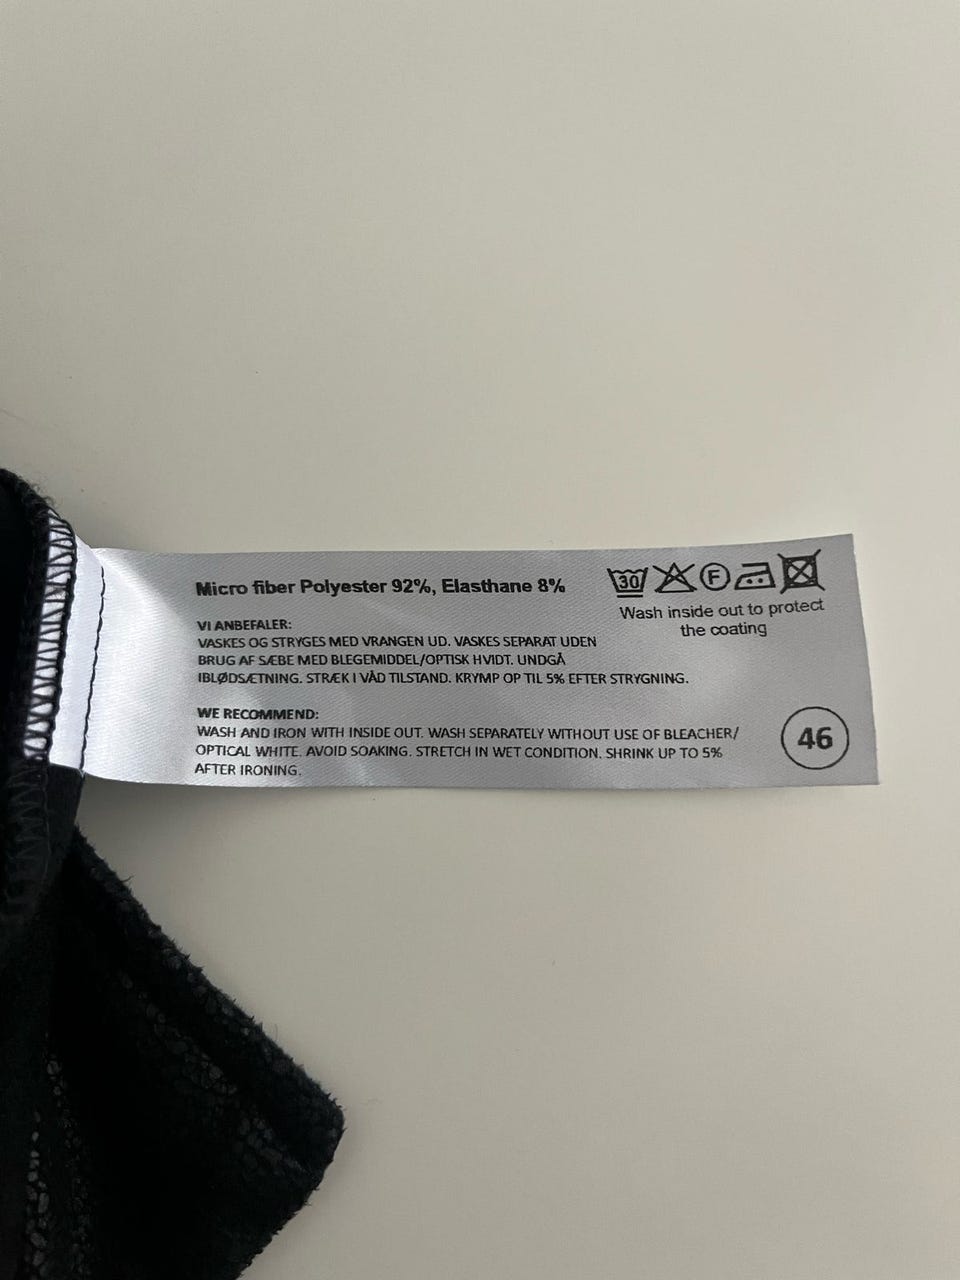 Micro fiber Polyester 92%, Elasthane 8%
30 F
Wash inside out to protect
the coating
VI ANBEFALER:
VASKES OG STRYGES MED VRANGEN UD. VASKES SEPARAT UDEN
BRUG AF SÆBE MED BLEGEMIDDEL/OPTISK HVIDT. UNDGÅ
IBLØDSÆTNING. STRÆK I VÅD TILSTAND. KRYMP OP TIL 5% EFTER STRYGNING.
WE RECOMMEND:
WASH AND IRON WITH INSIDE OUT. WASH SEPARATELY WITHOUT USE OF BLEACHER/
OPTICAL WHITE. AVOID SOAKING. STRETCH IN WET CONDITION. SHRINK UP TO 5%
AFTER IRONING.
46